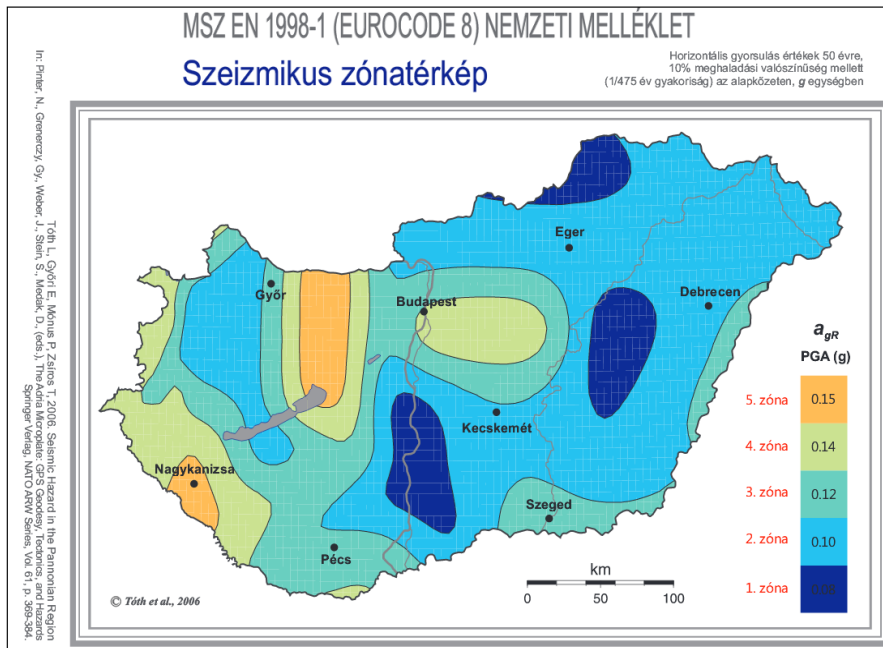 MSZ EN 1998-1 (EUROCODE 8) NEMZETI MELLÉKLET
Szeizmikus zónatérkép
Horizontális gyorsulás értékek 50 évre,
10% meghaladási valószínűség mellett
(1/475 év gyakoriság) az alapkőzeten, g egységben
Tóth L, Győri E, Mónus P, Zsíros T, 2006. Seismic Hazard in the Pannonian Region
In: Pinter, N., Grenerczy, Gy., Weber, J., Stein, S., Medak, D., (eds.), The Adria Microplate: GPS Geodesy, Tectonics, and Hazards
Springer Verlag, NATO ARW Series, Vol. 61, p. 369-384.
Eger
Győr
Budapest
Debrecen
Kecskemét
Nagykanizsa
Szeged
Pécs
agR
PGA (g)
5. zóna 0.15
4. zóna 0.14
3. zóna 0.12
2. zóna 0.10
1. zóna
km
0 50 100
© Tóth et al., 2006